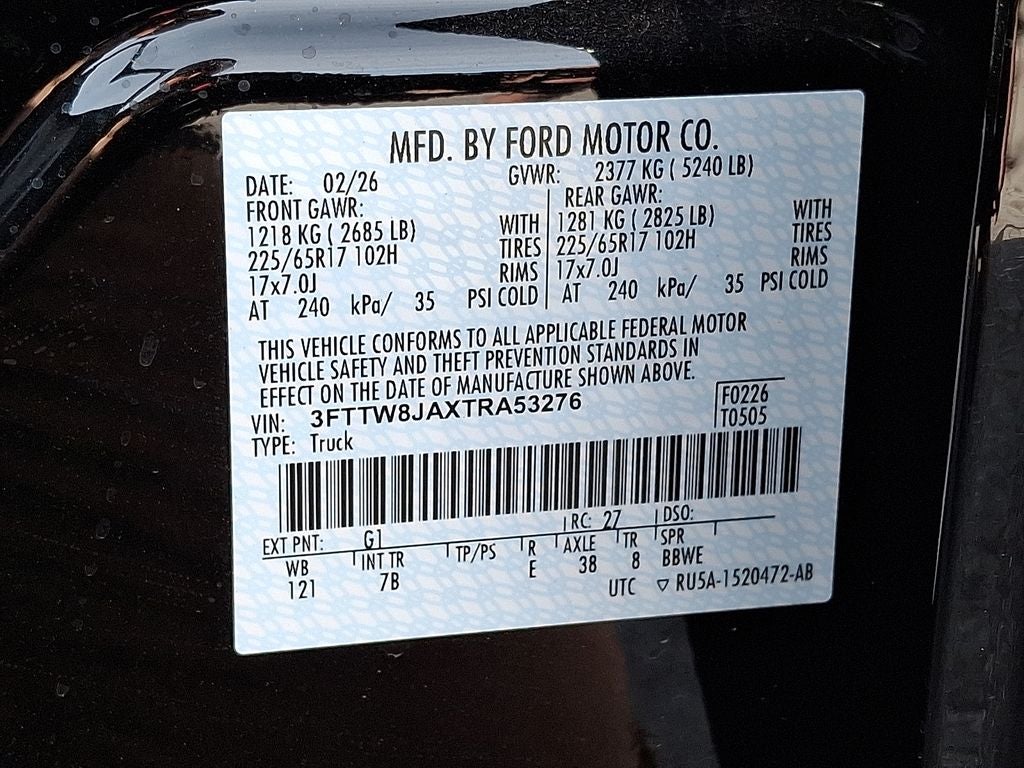 MFD. BY FORD MOTOR CO.
DATE: 02/26 GVWR: 2377 KG ( 5240 LB)
FRONT GAWR: REAR GAWR:
1218 KG ( 2685 LB) WITH 1281 KG ( 2825 LB) WITH
225/65R17 102H TIRES 225/65R17 102H TIRES
17x7.0J RIMS 17x7.0J RIMS
AT 240 kPa/ 35 PSI COLD AT 240 kPa/ 35 PSI COLD
THIS VEHICLE CONFORMS TO ALL APPLICABLE FEDERAL MOTOR
VEHICLE SAFETY AND THEFT PREVENTION STANDARDS IN
EFFECT ON THE DATE OF MANUFACTURE SHOWN ABOVE.
VIN: 3FTTW8JAXTRA53276 F0226
TYPE: Truck T0505
EXT PNT: G1 RC: 27 DSO:
WB INT TR TP/PS R AXLE TR SPR
121 7B E 38 8 BBWE
UTC ▽ RU5A-1520472-AB